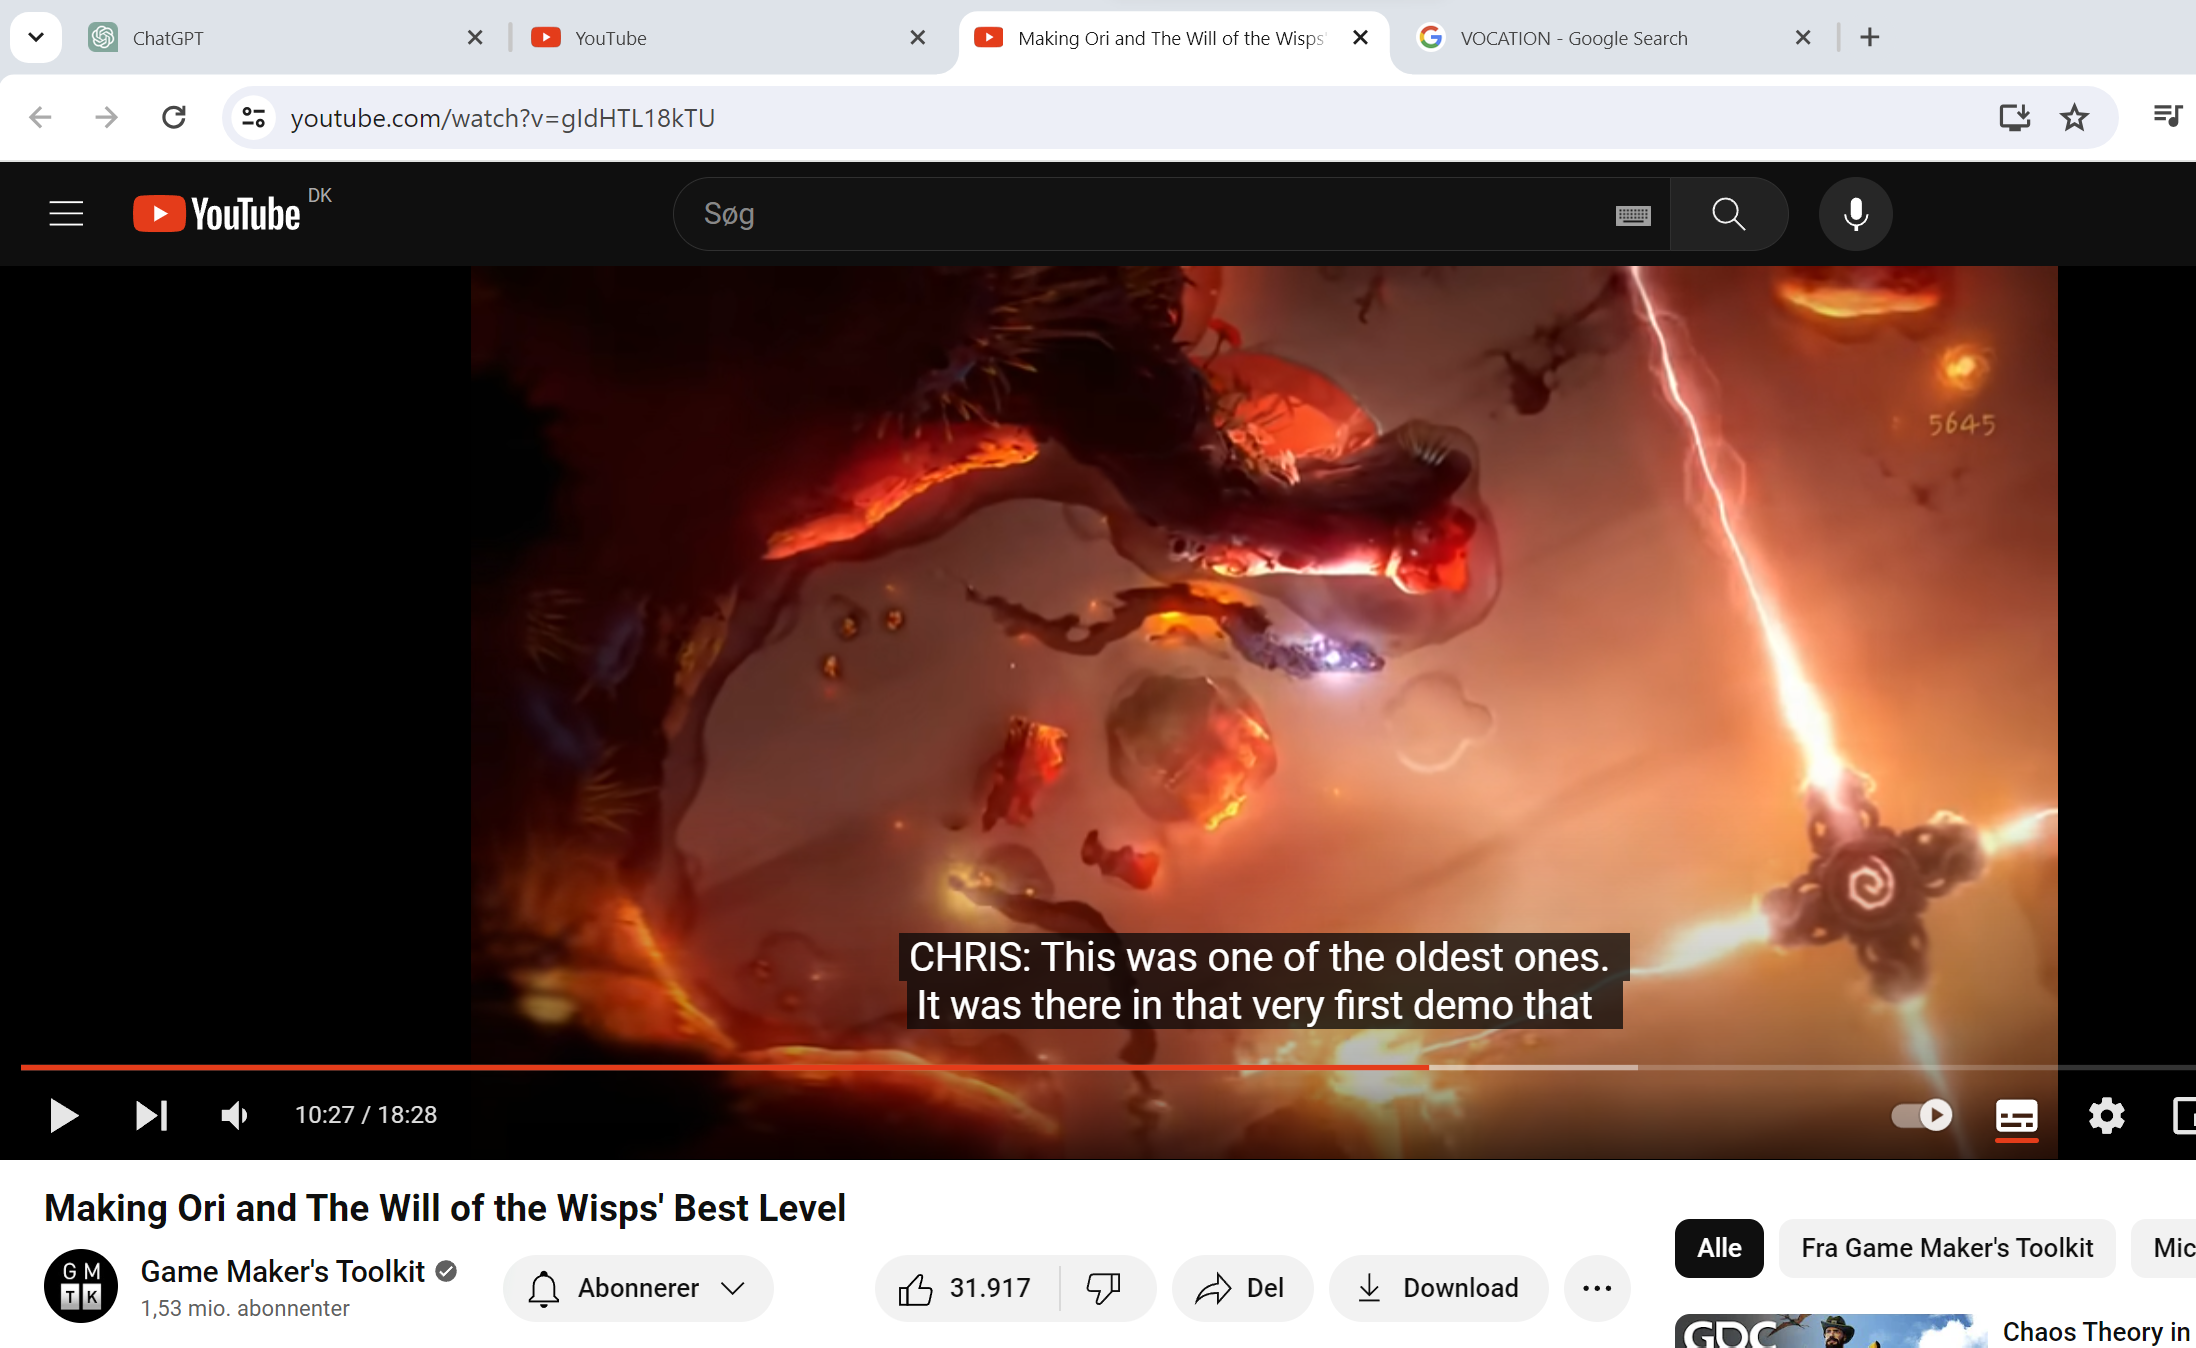 ChatGPT
YouTube
Making Ori and The Will of the Wisps'
VOCATION - Google Search
youtube.com/watch?v=gIdHTL18kTU
YouTube DK
Søg
5645
CHRIS: This was one of the oldest ones.
It was there in that very first demo that
10:27 / 18:28
Making Ori and The Will of the Wisps' Best Level
GM
TK
Game Maker's Toolkit
1,53 mio. abonnenter
Abonnerer
31.917
Del
Download
Alle
Fra Game Maker's Toolkit
Mic
GDC
Chaos Theory in